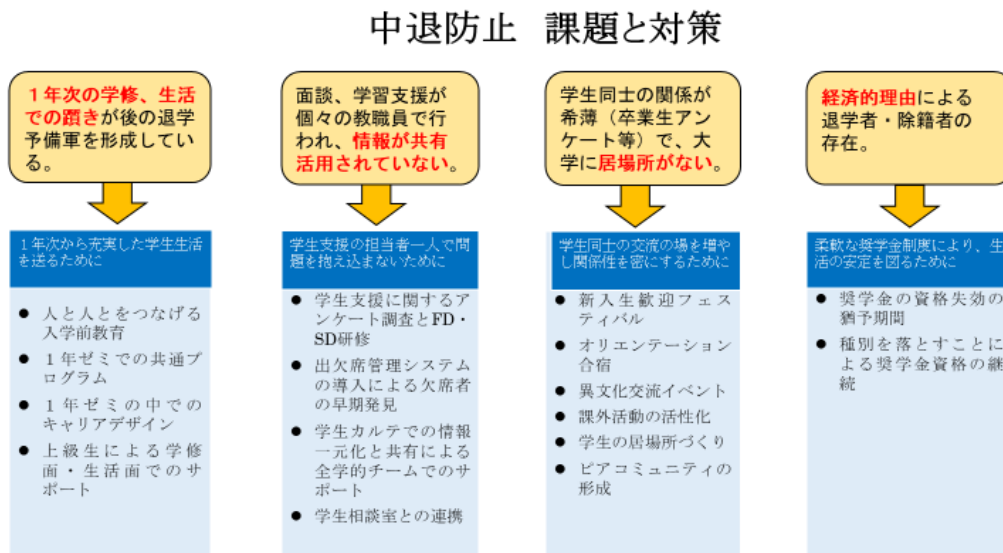 中退防止　課題と対策
１年次の学修、生活
での躓きが後の退学
予備軍を形成してい
る。
面談、学習支援が
個々の教職員で行
われ、情報が共有
活用されていない。
学生同士の関係が
希薄（卒業生アン
ケート等）で、大
学に居場所がない。
経済的理由による
退学者・除籍者の
存在。
１年次から充実した学生生活
を送るために
● 人と人とをつなげる
入学前教育
● １年ゼミでの共通プ
ログラム
● １年ゼミの中での
キャリアデザイン
● 上級生による学修
面・生活面でのサ
ポート
学生支援の担当者一人で問
題を抱え込まないために
● 学生支援に関するア
ンケート調査とFD・
SD研修
● 出欠席管理システム
の導入による欠席者
の早期発見
● 学生カルテでの情報
一元化と共有による
全学的チームでのサ
ポート
● 学生相談室との連携
学生同士の交流の場を増や
し関係性を密にするために
● 新入生歓迎フェス
ティバル
● オリエンテーション
合宿
● 異文化交流イベント
● 課外活動の活性化
● 学生の居場所づくり
● ピアコミュニティの
形成
柔軟な奨学金制度により、生
活の安定を図るために
● 奨学金の資格失効の
猶予期間
● 種別を落とすことに
よる奨学金資格の継
続